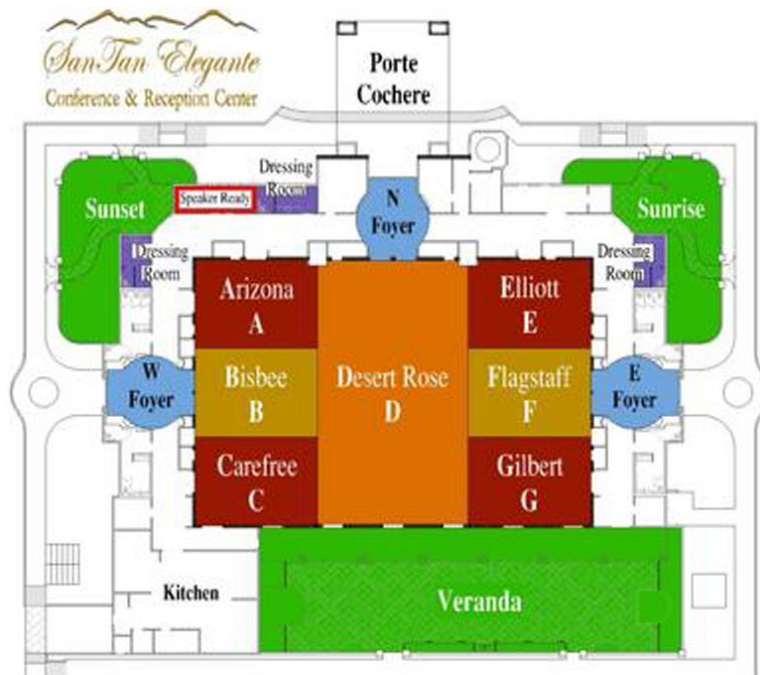 SanTan Elegante
Conference & Reception Center
Porte
Cochere
Dressing
Room
Speaker Ready
Sunset
N
Foyer
Sunrise
Dressing
Room
Dressing
Room
Arizona
A
Elliott
E
W
Foyer
Bisbee
B
Desert Rose
D
Flagstaff
F
E
Foyer
Carefree
C
Gilbert
G
Kitchen
Veranda